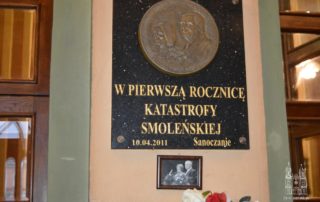 W PIERWSZĄ ROCZNICĘ
KATASTROFY
SMOLEŃSKIEJ
10.04.2011 Sanoczanie